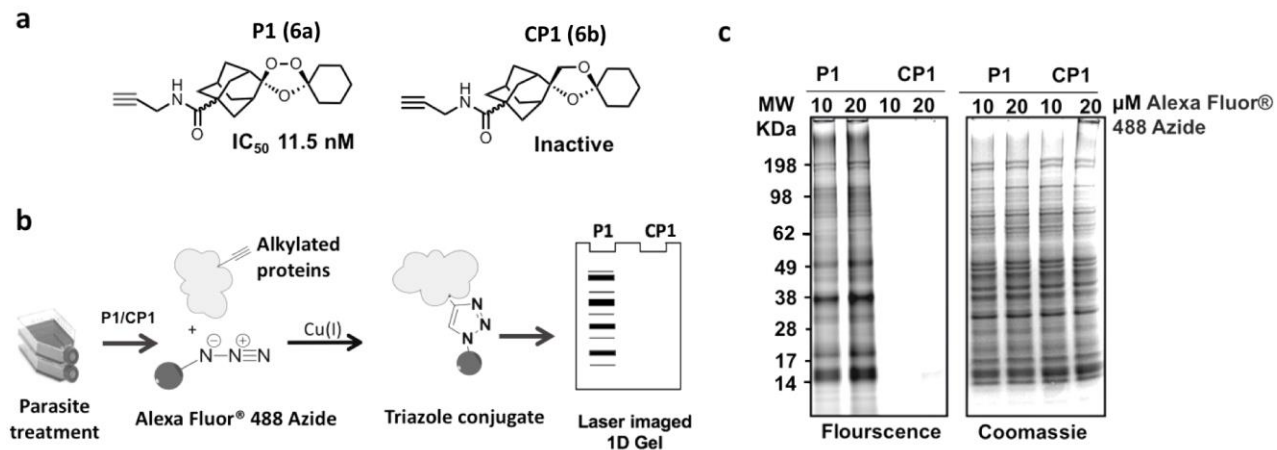 a
P1 (6a)
CP1 (6b)
H
N
O
O–O
O
IC50 11.5 nM
H
N
O
O
O
Inactive
b
Alkylated
proteins
P1/CP1
+
N–N≡N
− +
Cu(I)
N
N
N
P1 CP1
Parasite
treatment
Alexa Fluor® 488 Azide
Triazole conjugate
Laser imaged
1D Gel
c
P1 CP1 P1 CP1
MW 10 20 10 20 10 20 10 20 µM Alexa Fluor®
KDa 488 Azide
198
98
62
49
38
28
17
14
Flourscence Coomassie